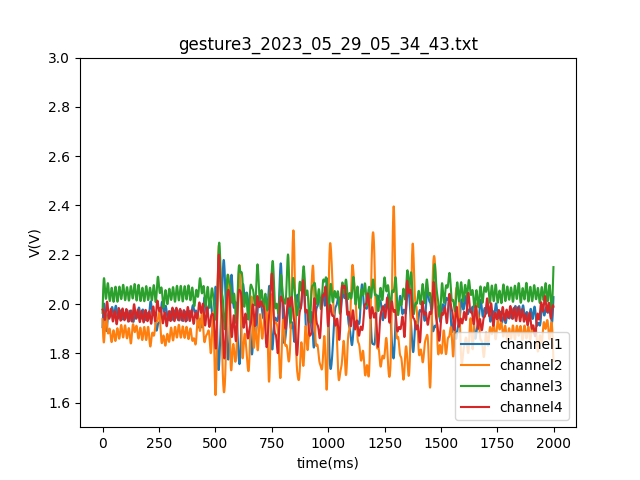 gesture3_2023_05_29_05_34_43.txt
3.0
2.8
2.6
2.4
2.2
2.0
1.8
1.6
V(V)
channel1
channel2
channel3
channel4
0 250 500 750 1000 1250 1500 1750 2000
time(ms)